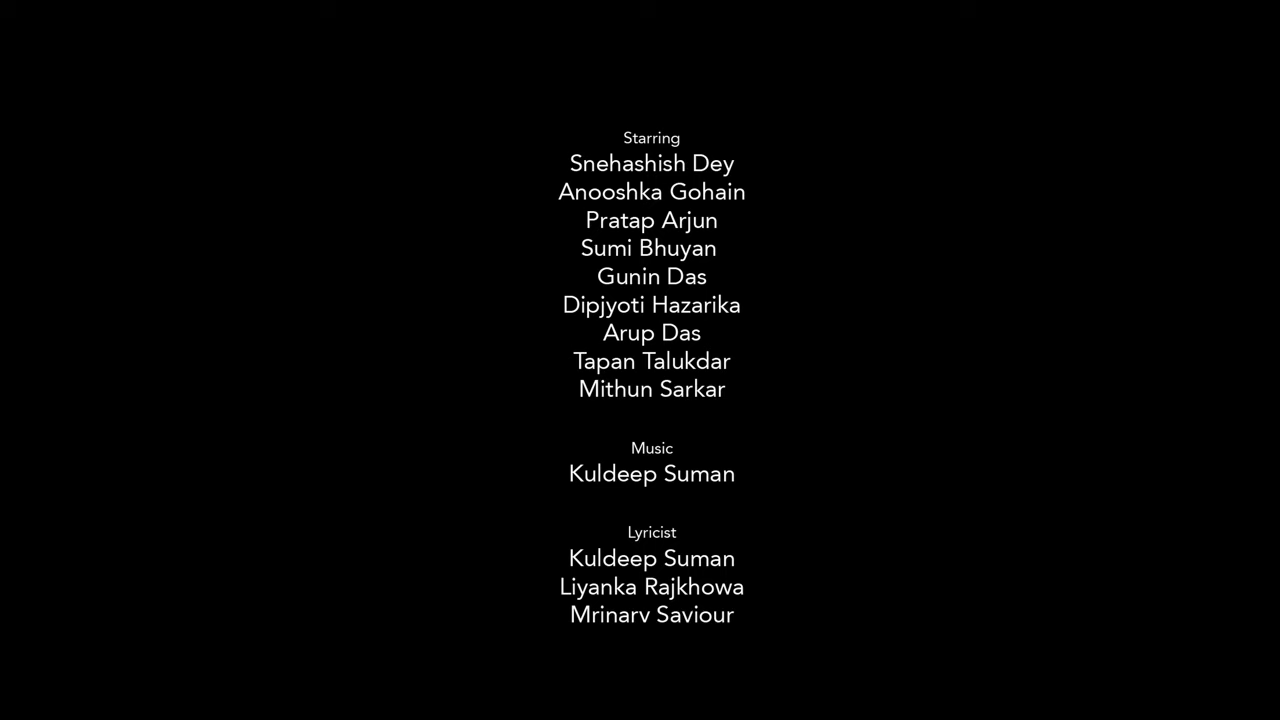 Starring
Snehashish Dey
Anooshka Gohain
Pratap Arjun
Sumi Bhuyan
Gunin Das
Dipjyoti Hazarika
Arup Das
Tapan Talukdar
Mithun Sarkar
Music
Kuldeep Suman
Lyricist
Kuldeep Suman
Liyanka Rajkhowa
Mrinarv Saviour